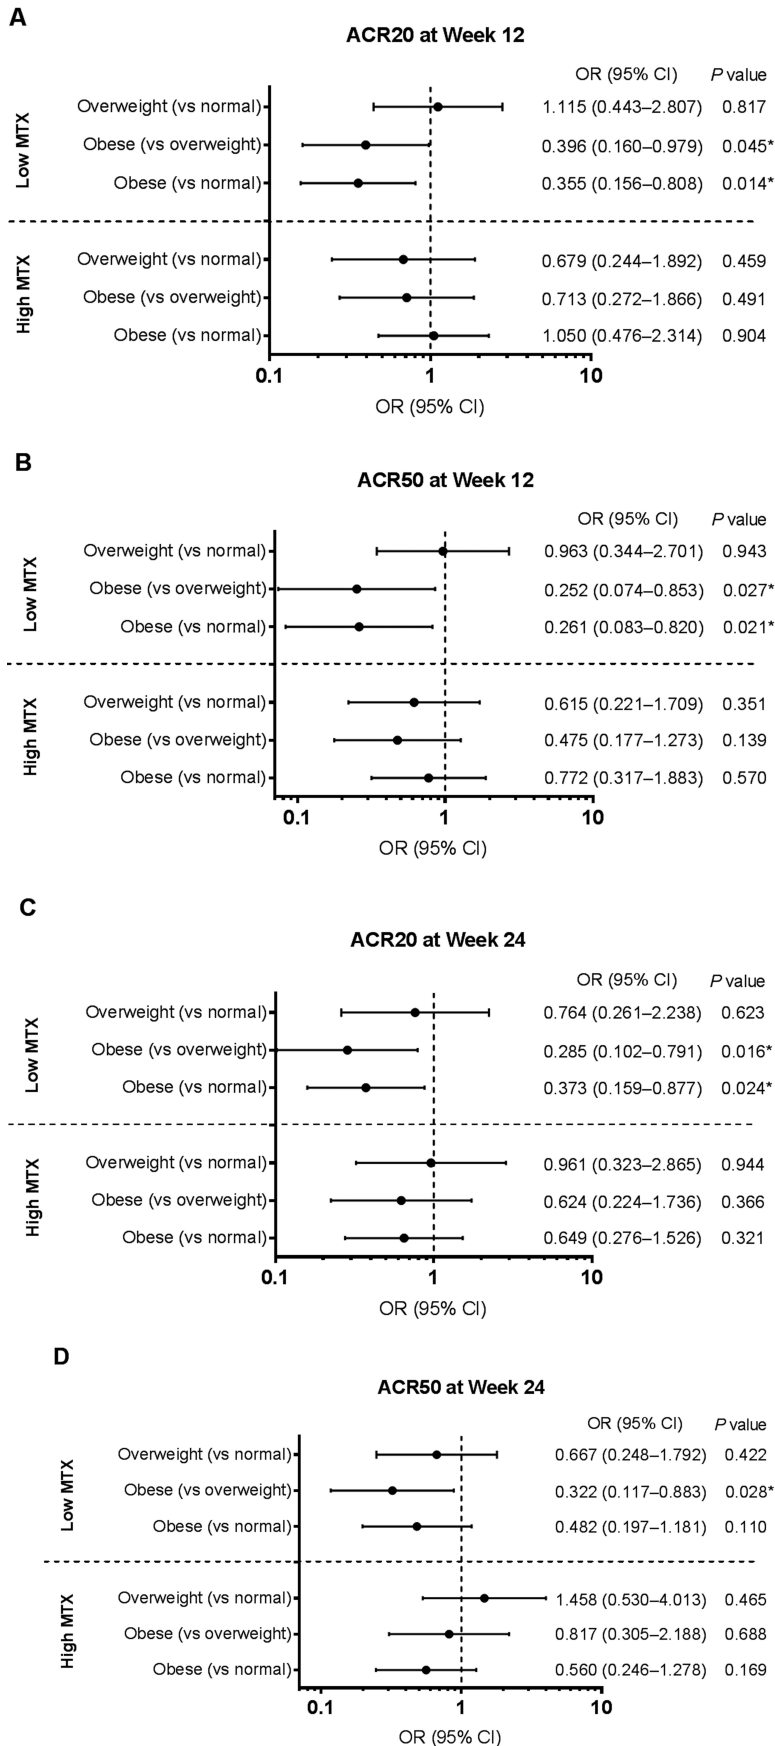 A
ACR20 at Week 12
OR (95% CI) P value
Low MTX
Overweight (vs normal) 1.115 (0.443–2.807) 0.817
Obese (vs overweight) 0.396 (0.160–0.979) 0.045*
Obese (vs normal) 0.355 (0.156–0.808) 0.014*
High MTX
Overweight (vs normal) 0.679 (0.244–1.892) 0.459
Obese (vs overweight) 0.713 (0.272–1.866) 0.491
Obese (vs normal) 1.050 (0.476–2.314) 0.904
0.1 1 10
OR (95% CI)
B
ACR50 at Week 12
OR (95% CI) P value
Low MTX
Overweight (vs normal) 0.963 (0.344–2.701) 0.943
Obese (vs overweight) 0.252 (0.074–0.853) 0.027*
Obese (vs normal) 0.261 (0.083–0.820) 0.021*
High MTX
Overweight (vs normal) 0.615 (0.221–1.709) 0.351
Obese (vs overweight) 0.475 (0.177–1.273) 0.139
Obese (vs normal) 0.772 (0.317–1.883) 0.570
0.1 1 10
OR (95% CI)
C
ACR20 at Week 24
OR (95% CI) P value
Low MTX
Overweight (vs normal) 0.764 (0.261–2.238) 0.623
Obese (vs overweight) 0.285 (0.102–0.791) 0.016*
Obese (vs normal) 0.373 (0.159–0.877) 0.024*
High MTX
Overweight (vs normal) 0.961 (0.323–2.865) 0.944
Obese (vs overweight) 0.624 (0.224–1.736) 0.366
Obese (vs normal) 0.649 (0.276–1.526) 0.321
0.1 1 10
OR (95% CI)
D
ACR50 at Week 24
OR (95% CI) P value
Low MTX
Overweight (vs normal) 0.667 (0.248–1.792) 0.422
Obese (vs overweight) 0.322 (0.117–0.883) 0.028*
Obese (vs normal) 0.482 (0.197–1.181) 0.110
High MTX
Overweight (vs normal) 1.458 (0.530–4.013) 0.465
Obese (vs overweight) 0.817 (0.305–2.188) 0.688
Obese (vs normal) 0.560 (0.246–1.278) 0.169
0.1 1 10
OR (95% CI)